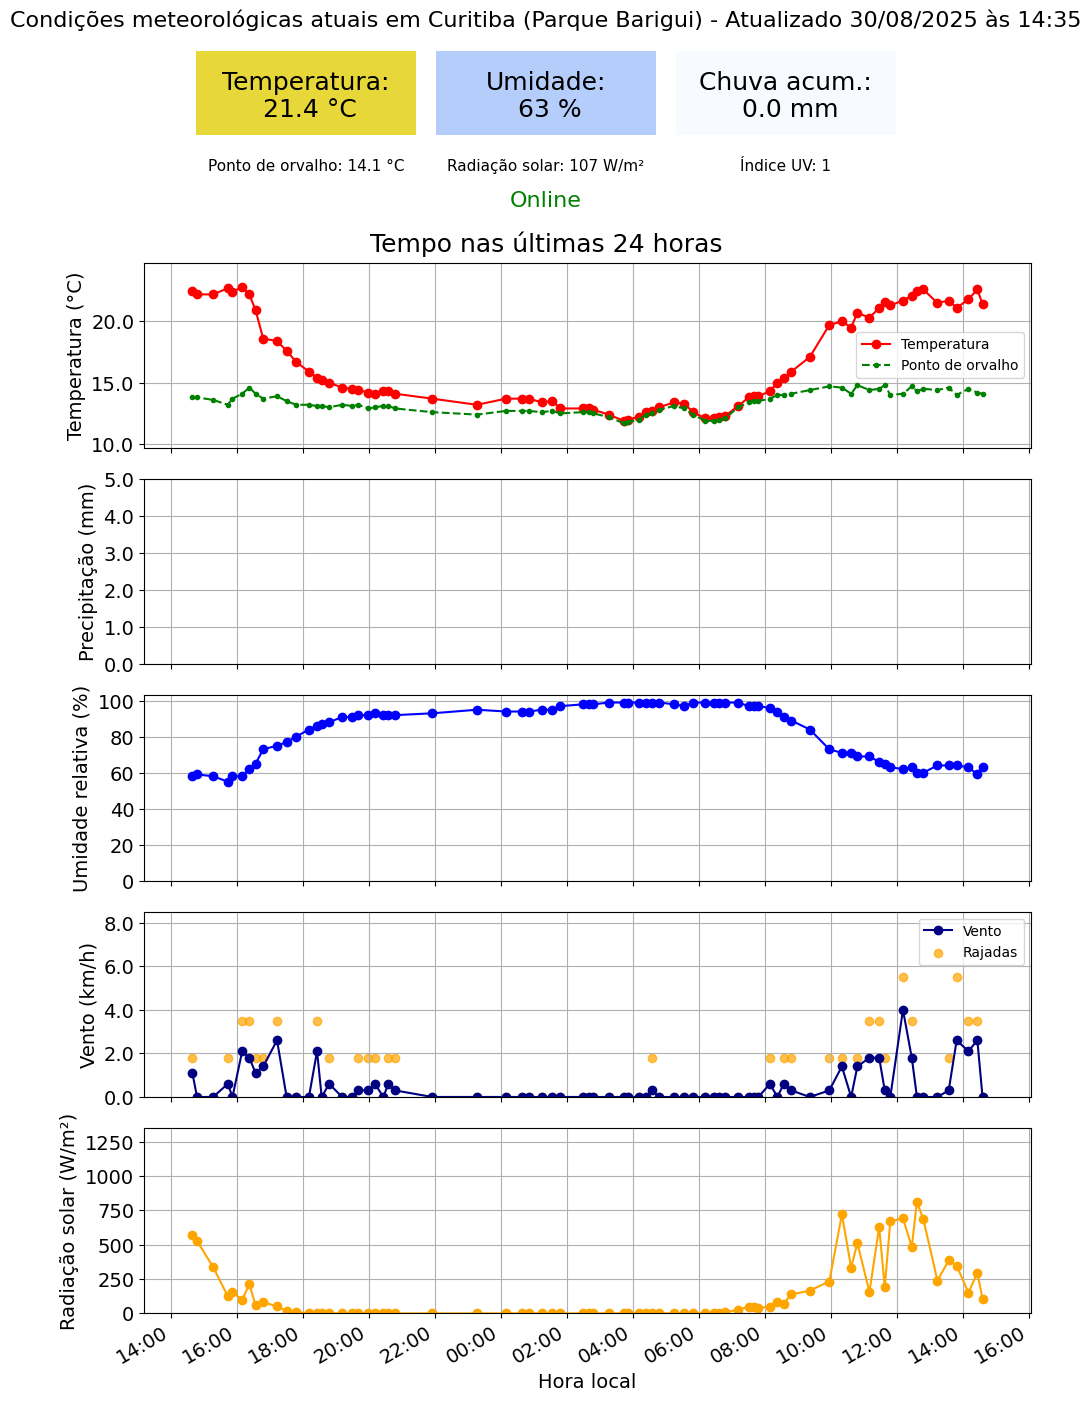 Condições meteorológicas atuais em Curitiba (Parque Barigui) - Atualizado 30/08/2025 às 14:35
Temperatura:
21.4 °C
Umidade:
63 %
Chuva acum.:
0.0 mm
Ponto de orvalho: 14.1 °C
Radiação solar: 107 W/m²
Índice UV: 1
Online
Tempo nas últimas 24 horas
Temperatura (°C)
20.0
15.0
10.0
Temperatura
Ponto de orvalho
Precipitação (mm)
5.0
4.0
3.0
2.0
1.0
0.0
Umidade relativa (%)
100
80
60
40
20
0
Vento (km/h)
8.0
6.0
4.0
2.0
0.0
Vento
Rajadas
Radiação solar (W/m²)
1250
1000
750
500
250
0
14:00
16:00
18:00
20:00
22:00
00:00
02:00
04:00
06:00
08:00
10:00
12:00
14:00
16:00
Hora local